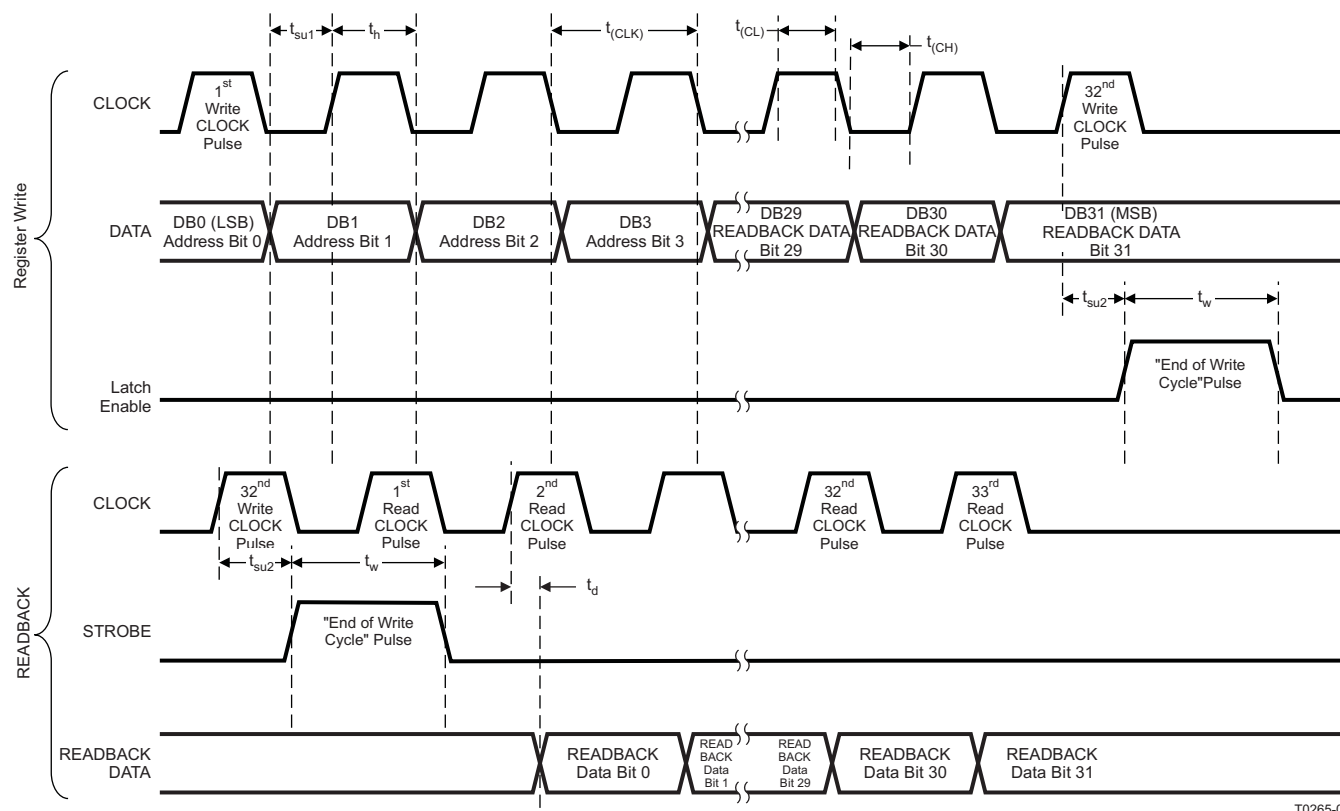 t_su1
t_h
t_(CLK)
t_(CL)
t_(CH)
Register Write
CLOCK
1st
Write
CLOCK
Pulse
32nd
Write
CLOCK
Pulse
DATA
DB0 (LSB)
Address Bit 0
DB1
Address Bit 1
DB2
Address Bit 2
DB3
Address Bit 3
DB29
READBACK DATA
Bit 29
DB30
READBACK DATA
Bit 30
DB31 (MSB)
READBACK DATA
Bit 31
t_su2
t_w
Latch
Enable
"End of Write
Cycle"Pulse
READBACK
CLOCK
32nd
Write
CLOCK
Pulse
1st
Read
CLOCK
Pulse
2nd
Read
CLOCK
Pulse
32nd
Read
CLOCK
Pulse
33rd
Read
CLOCK
Pulse
t_su2
t_w
t_d
STROBE
"End of Write
Cycle" Pulse
READBACK
DATA
READBACK
Data Bit 0
READ
BACK
Data
Bit 1
READ
BACK
Data
Bit 29
READBACK
Data Bit 30
READBACK
Data Bit 31